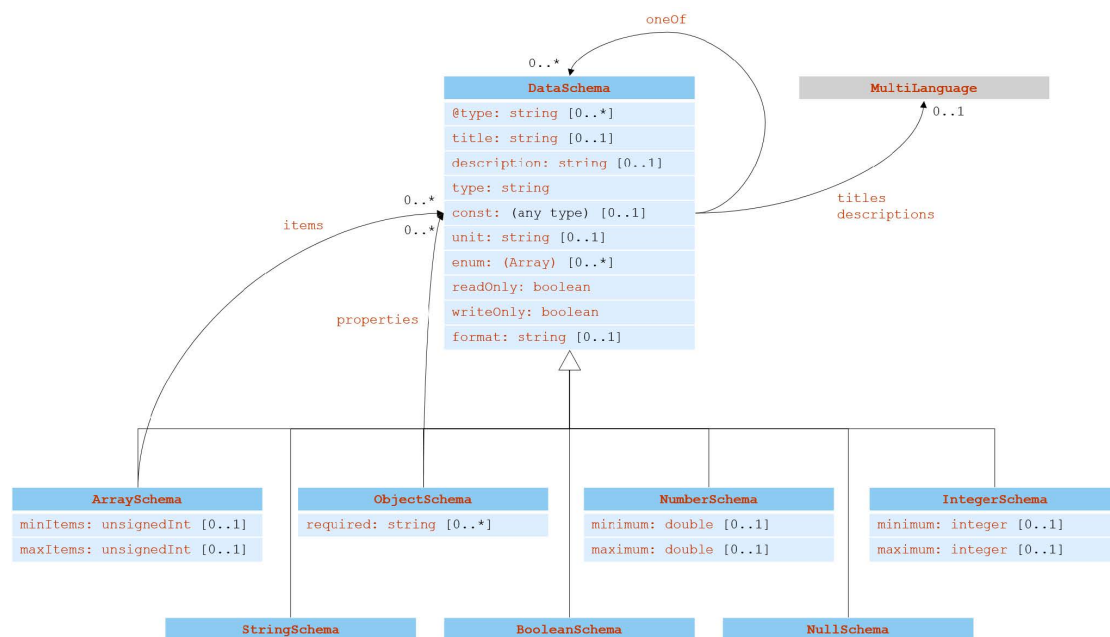 oneOf
0..*
DataSchema
MultiLanguage
@type: string [0..*]
0..1
title: string [0..1]
description: string [0..1]
type: string
0..*
titles
const: (any type) [0..1]
descriptions
items
0..*
unit: string [0..1]
enum: (Array) [0..*]
readOnly: boolean
properties
writeOnly: boolean
format: string [0..1]
ArraySchema
ObjectSchema
NumberSchema
IntegerSchema
minItems: unsignedInt [0..1]
required: string [0..*]
minimum: double [0..1]
minimum: integer [0..1]
maxItems: unsignedInt [0..1]
maximum: double [0..1]
maximum: integer [0..1]
StringSchema
BooleanSchema
NullSchema